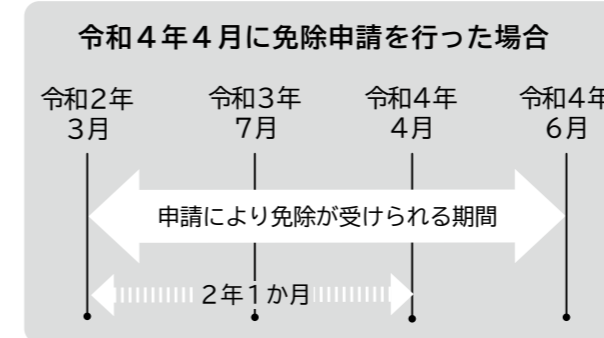 令和４年４月に免除申請を行った場合
令和２年
３月
令和３年
７月
令和４年
４月
令和４年
６月
申請により免除が受けられる期間
２年１か月